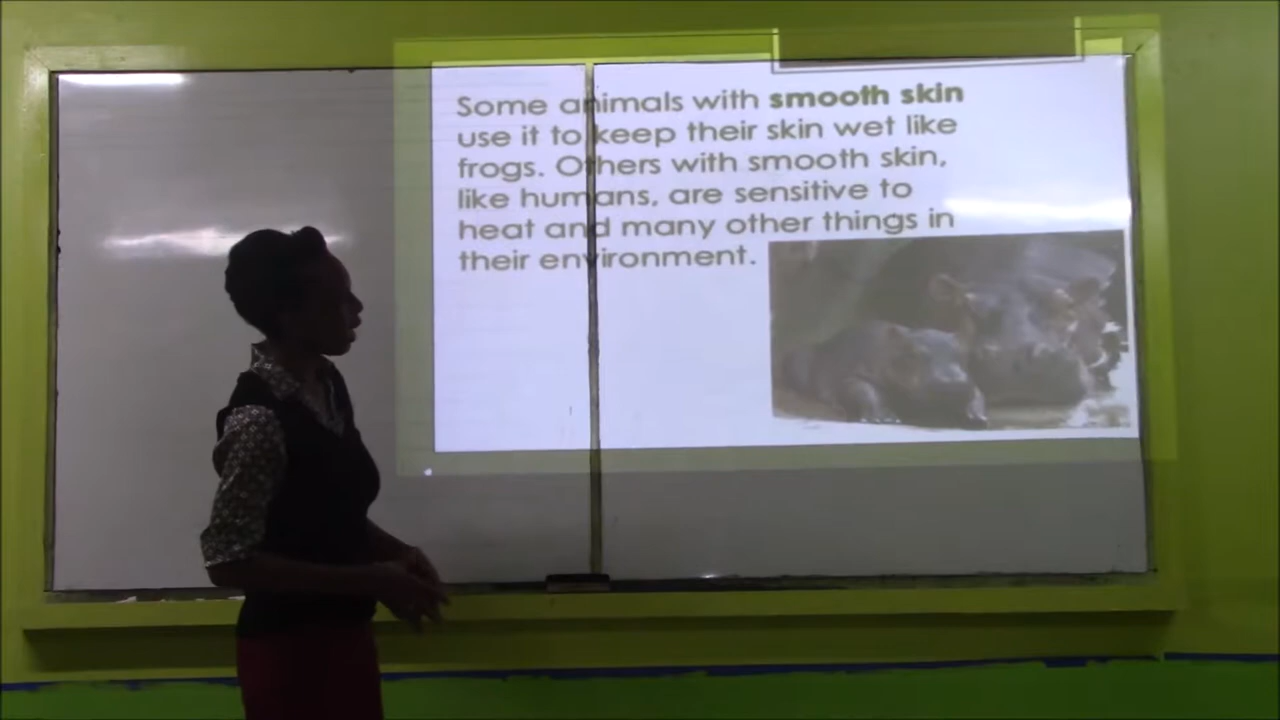 Some animals with smooth skin
use it to keep their skin wet like
frogs. Others with smooth skin,
like humans, are sensitive to
heat and many other things in
their environment.